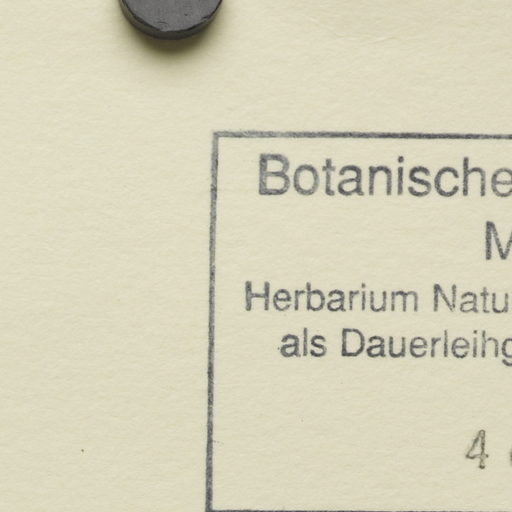 Botanische
M
Herbarium Natu
als Dauerleihg
4